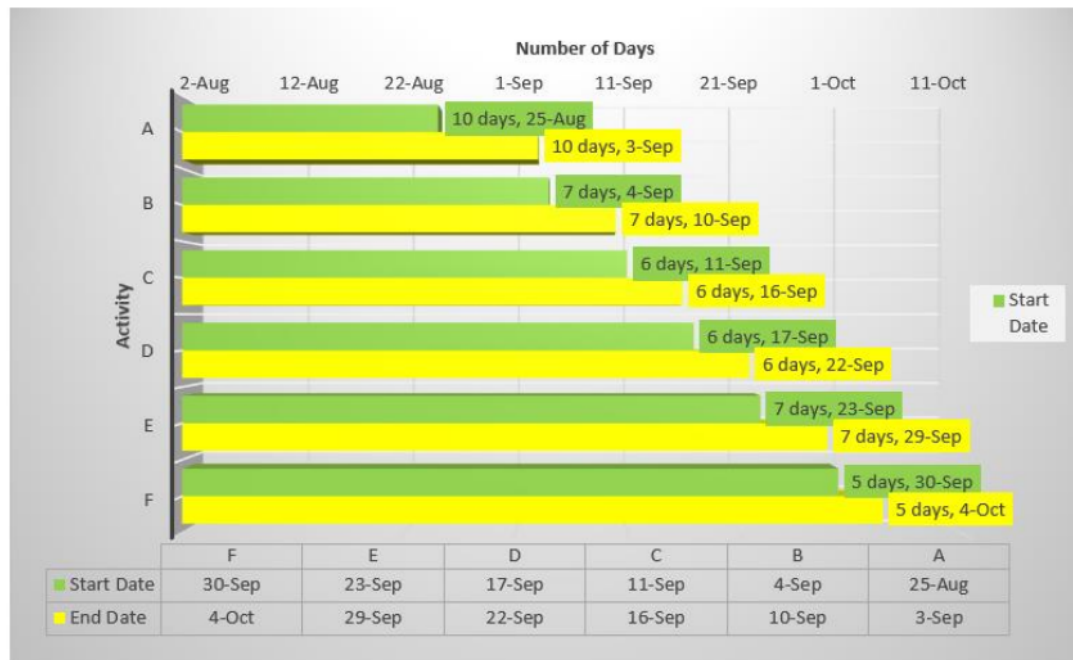 Number of Days
2-Aug 12-Aug 22-Aug 1-Sep 11-Sep 21-Sep 1-Oct 11-Oct
Activity
A
10 days, 25-Aug
10 days, 3-Sep
B
7 days, 4-Sep
7 days, 10-Sep
C
6 days, 11-Sep
6 days, 16-Sep
D
6 days, 17-Sep
6 days, 22-Sep
E
7 days, 23-Sep
7 days, 29-Sep
F
5 days, 30-Sep
5 days, 4-Oct
Start
Date
F E D C B A
Start Date 30-Sep 23-Sep 17-Sep 11-Sep 4-Sep 25-Aug
End Date 4-Oct 29-Sep 22-Sep 16-Sep 10-Sep 3-Sep